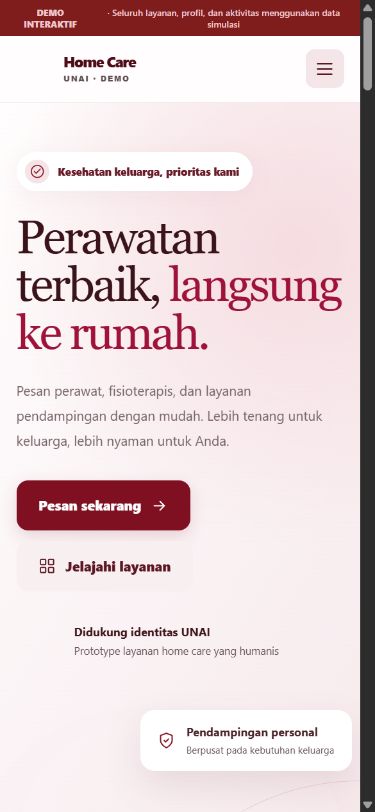 DEMO INTERAKTIF
· Seluruh layanan, profil, dan aktivitas menggunakan data simulasi
Home Care
UNAI • DEMO
Kesehatan keluarga, prioritas kami
Perawatan
terbaik, langsung
ke rumah.
Pesan perawat, fisioterapis, dan layanan
pendampingan dengan mudah. Lebih tenang untuk
keluarga, lebih nyaman untuk Anda.
Pesan sekarang →
Jelajahi layanan
Didukung identitas UNAI
Prototype layanan home care yang humanis
Pendampingan personal
Berpusat pada kebutuhan keluarga